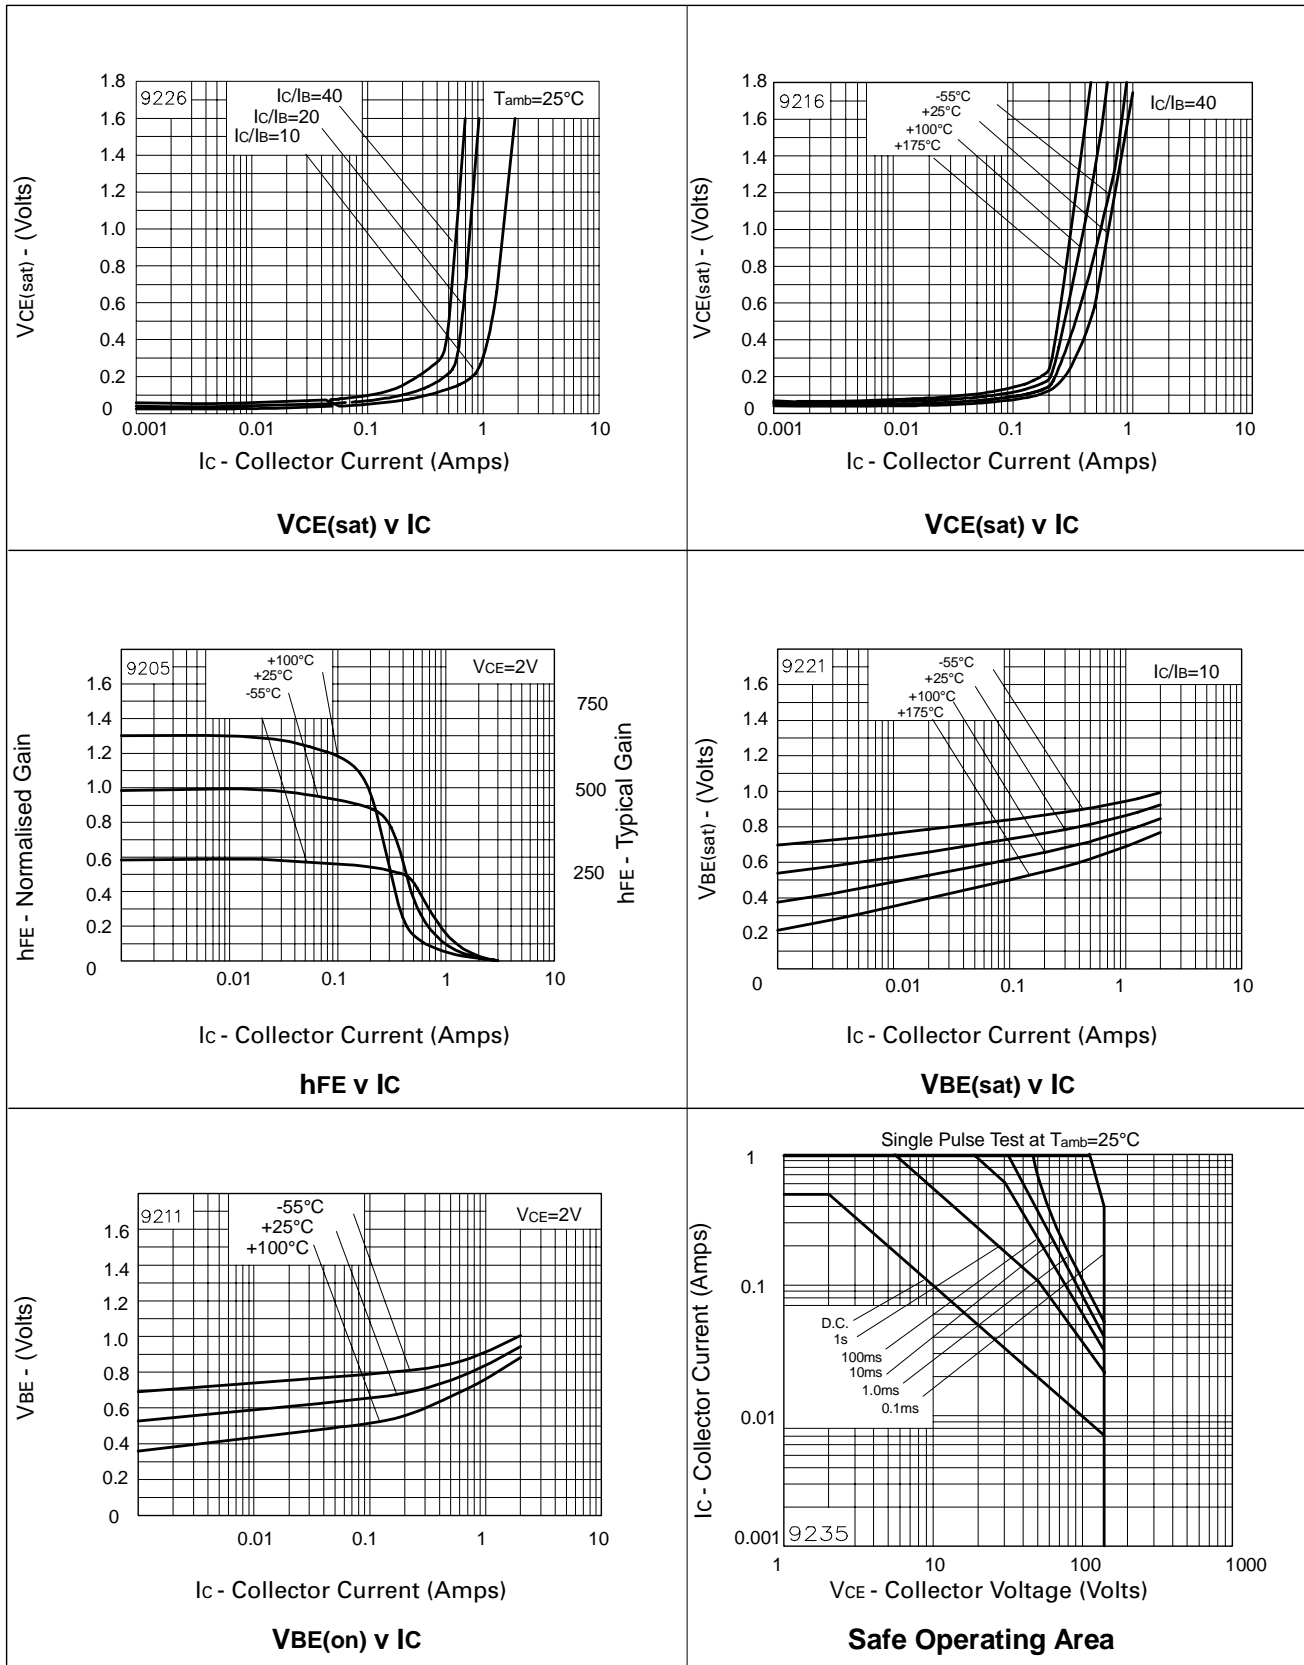 1.8
1.6
1.4
1.2
1.0
0.8
0.6
0.4
0.2
0
VCE(sat) - (Volts)
9226
IC/IB=40
IC/IB=20
IC/IB=10
Tamb=25°C
0.001 0.01 0.1 1 10
IC - Collector Current (Amps)
VCE(sat) v IC
1.8
1.6
1.4
1.2
1.0
0.8
0.6
0.4
0.2
0
VCE(sat) - (Volts)
9216
-55°C
+25°C
+100°C
+175°C
IC/IB=40
0.001 0.01 0.1 1 10
IC - Collector Current (Amps)
VCE(sat) v IC
1.6
1.4
1.2
1.0
0.8
0.6
0.4
0.2
0
hFE - Normalised Gain
9205
+100°C
+25°C
-55°C
VCE=2V
750
500
250
hFE - Typical Gain
0.01 0.1 1 10
IC - Collector Current (Amps)
hFE v IC
1.6
1.4
1.2
1.0
0.8
0.6
0.4
0.2
0
VBE(sat) - (Volts)
9221
-55°C
+25°C
+100°C
+175°C
IC/IB=10
0.01 0.1 1 10
IC - Collector Current (Amps)
VBE(sat) v IC
1.6
1.4
1.2
1.0
0.8
0.6
0.4
0.2
0
VBE - (Volts)
9211
-55°C
+25°C
+100°C
VCE=2V
0.01 0.1 1 10
IC - Collector Current (Amps)
VBE(on) v IC
Single Pulse Test at Tamb=25°C
1
0.1
0.01
0.001
IC - Collector Current (Amps)
D.C.
1s
100ms
10ms
1.0ms
0.1ms
9235
1 10 100 1000
VCE - Collector Voltage (Volts)
Safe Operating Area